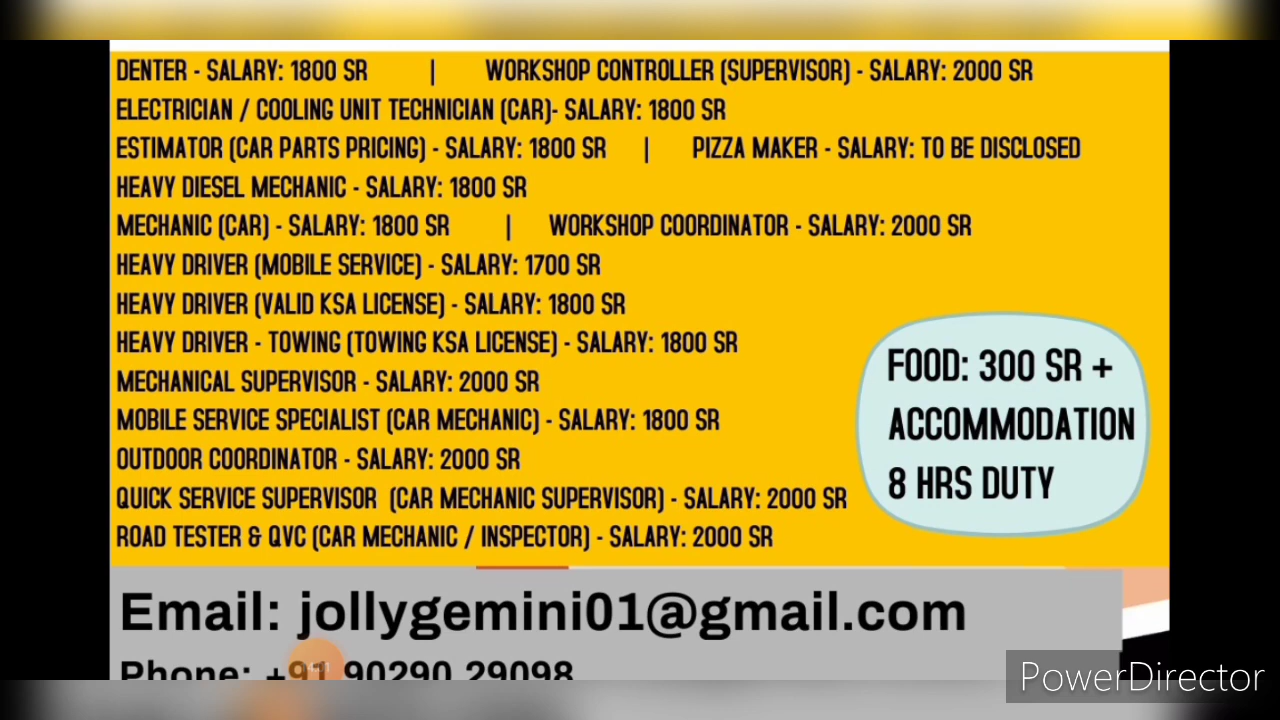 DENTER - SALARY: 1800 SR | WORKSHOP CONTROLLER (SUPERVISOR) - SALARY: 2000 SR
ELECTRICIAN / COOLING UNIT TECHNICIAN (CAR)- SALARY: 1800 SR
ESTIMATOR (CAR PARTS PRICING) - SALARY: 1800 SR | PIZZA MAKER - SALARY: TO BE DISCLOSED
HEAVY DIESEL MECHANIC - SALARY: 1800 SR
MECHANIC (CAR) - SALARY: 1800 SR | WORKSHOP COORDINATOR - SALARY: 2000 SR
HEAVY DRIVER (MOBILE SERVICE) - SALARY: 1700 SR
HEAVY DRIVER (VALID KSA LICENSE) - SALARY: 1800 SR
HEAVY DRIVER - TOWING (TOWING KSA LICENSE) - SALARY: 1800 SR
MECHANICAL SUPERVISOR - SALARY: 2000 SR
MOBILE SERVICE SPECIALIST (CAR MECHANIC) - SALARY: 1800 SR
OUTDOOR COORDINATOR - SALARY: 2000 SR
QUICK SERVICE SUPERVISOR (CAR MECHANIC SUPERVISOR) - SALARY: 2000 SR
ROAD TESTER & QVC (CAR MECHANIC / INSPECTOR) - SALARY: 2000 SR
FOOD: 300 SR +
ACCOMMODATION
8 HRS DUTY
Email: jollygemini01@gmail.com
Phone: +91 90290 29098
PowerDirector